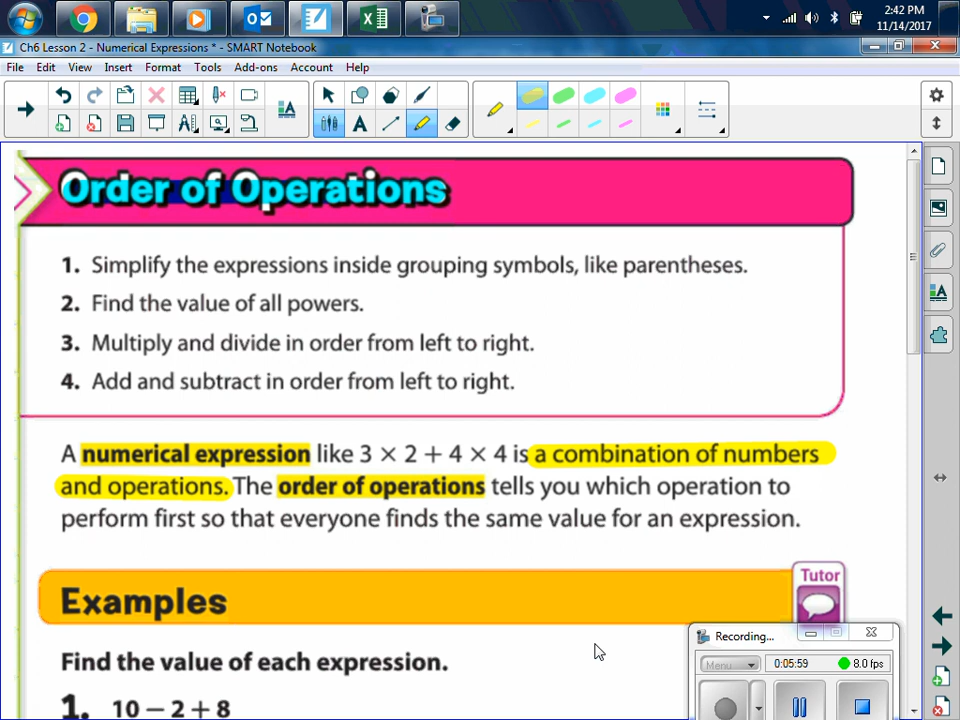 2:42 PM
11/14/2017
Ch6 Lesson 2 - Numerical Expressions * - SMART Notebook
File Edit View Insert Format Tools Add-ons Account Help
Order of Operations
1. Simplify the expressions inside grouping symbols, like parentheses.
2. Find the value of all powers.
3. Multiply and divide in order from left to right.
4. Add and subtract in order from left to right.
A numerical expression like 3 × 2 + 4 × 4 is a combination of numbers
and operations. The order of operations tells you which operation to
perform first so that everyone finds the same value for an expression.
Tutor
Examples
Recording...
Find the value of each expression.
Menu 0:05:59 8.0 fps
1. 10 − 2 + 8